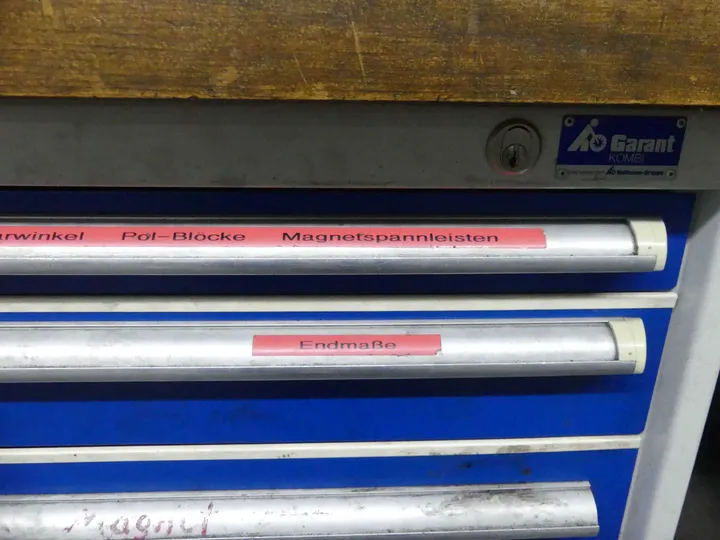 Garant
KOMBI
arwinkel Pol-Blöcke Magnetspannleisten
Endmaße
Magnet